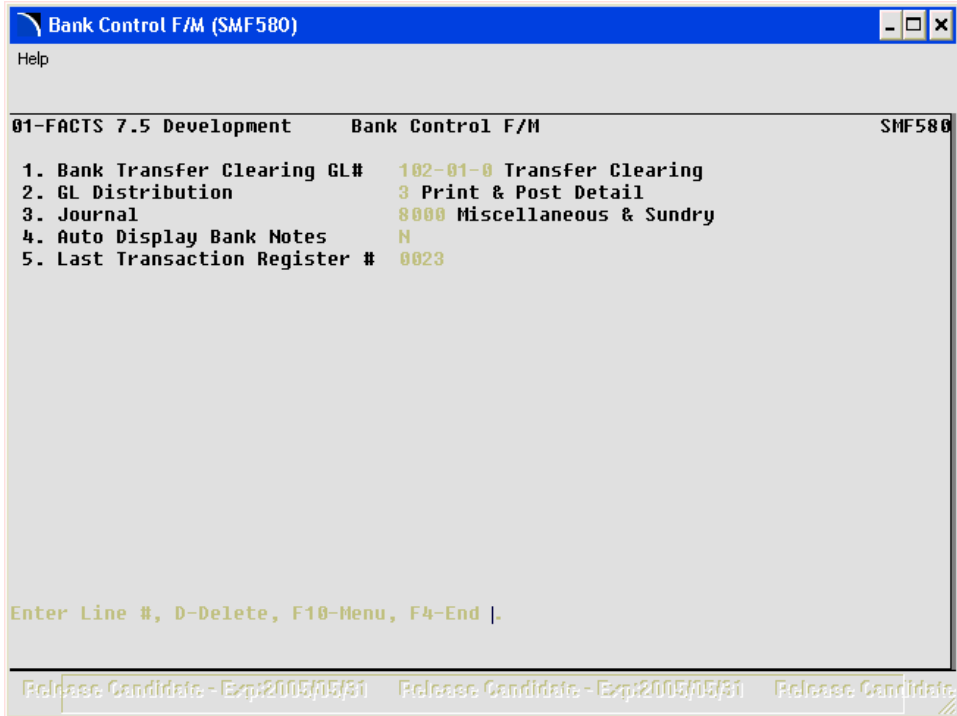 Bank Control F/M (SMF580)
Help
01-FACTS 7.5 Development Bank Control F/M SMF580
1. Bank Transfer Clearing GL# 102-01-0 Transfer Clearing
2. GL Distribution 3 Print & Post Detail
3. Journal 8000 Miscellaneous & Sundry
4. Auto Display Bank Notes N
5. Last Transaction Register # 0023
Enter Line #, D-Delete, F10-Menu, F4-End .
Release Candidate - Exp:2005/05/31 Release Candidate - Exp:2005/05/31 Release Candidate